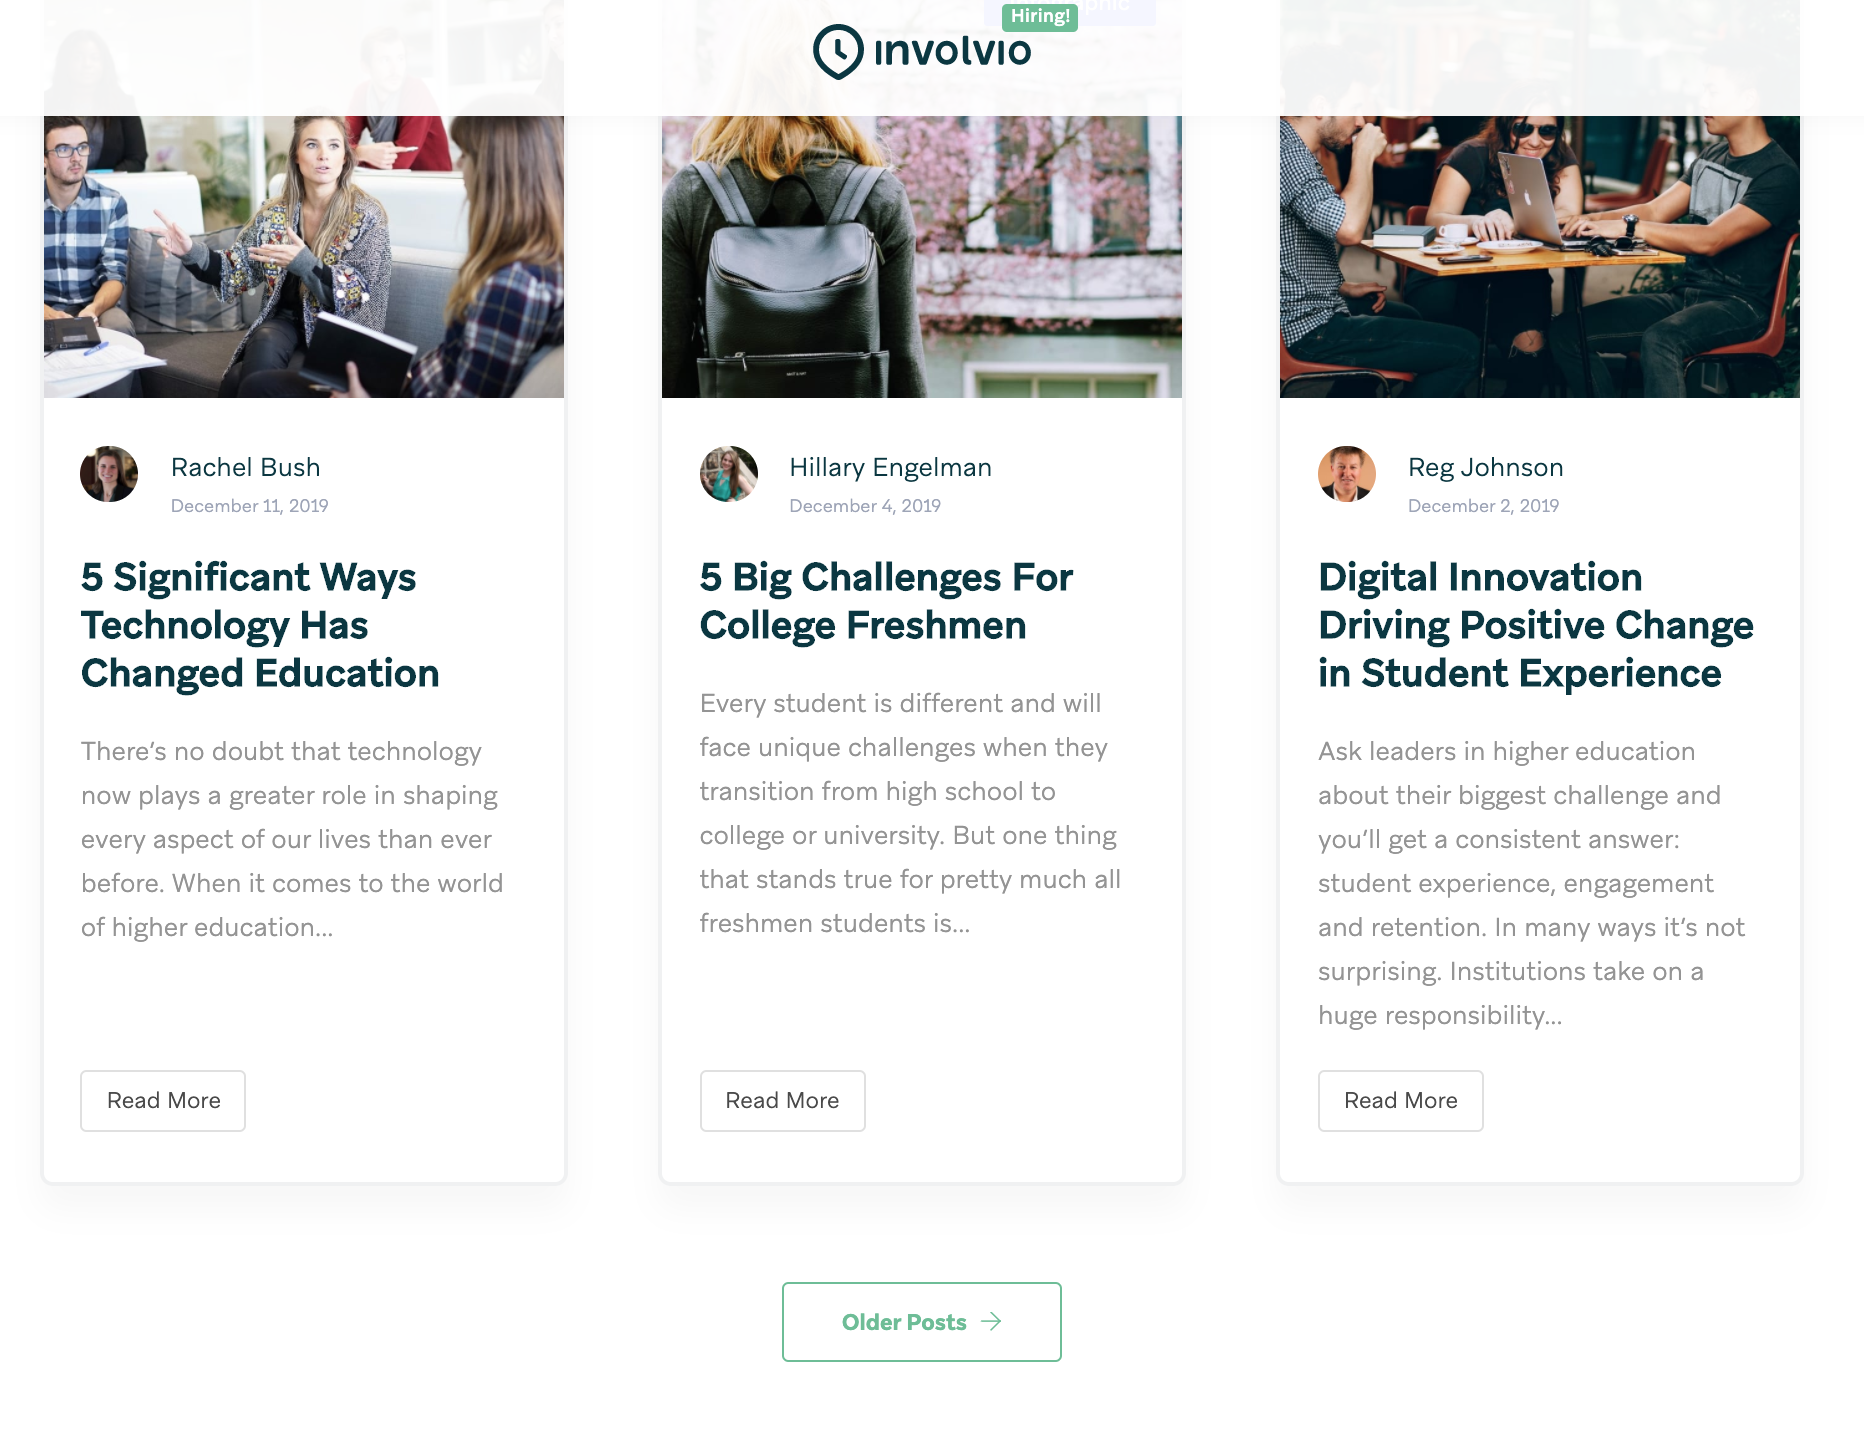 Hiring!
involvio
Rachel Bush
December 11, 2019
5 Significant Ways
Technology Has
Changed Education
There's no doubt that technology
now plays a greater role in shaping
every aspect of our lives than ever
before. When it comes to the world
of higher education...
Read More
Hillary Engelman
December 4, 2019
5 Big Challenges For
College Freshmen
Every student is different and will
face unique challenges when they
transition from high school to
college or university. But one thing
that stands true for pretty much all
freshmen students is...
Read More
Reg Johnson
December 2, 2019
Digital Innovation
Driving Positive Change
in Student Experience
Ask leaders in higher education
about their biggest challenge and
you'll get a consistent answer:
student experience, engagement
and retention. In many ways it's not
surprising. Institutions take on a
huge responsibility...
Read More
Older Posts →